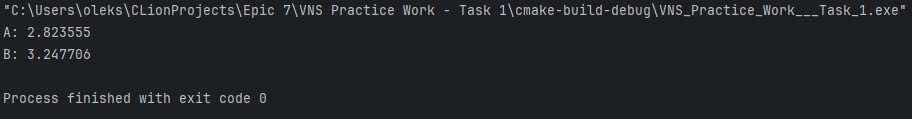 "C:\Users\oleks\CLionProjects\Epic 7\VNS Practice Work - Task 1\cmake-build-debug\VNS_Practice_Work___Task_1.exe"
A: 2.823555
B: 3.247706
Process finished with exit code 0